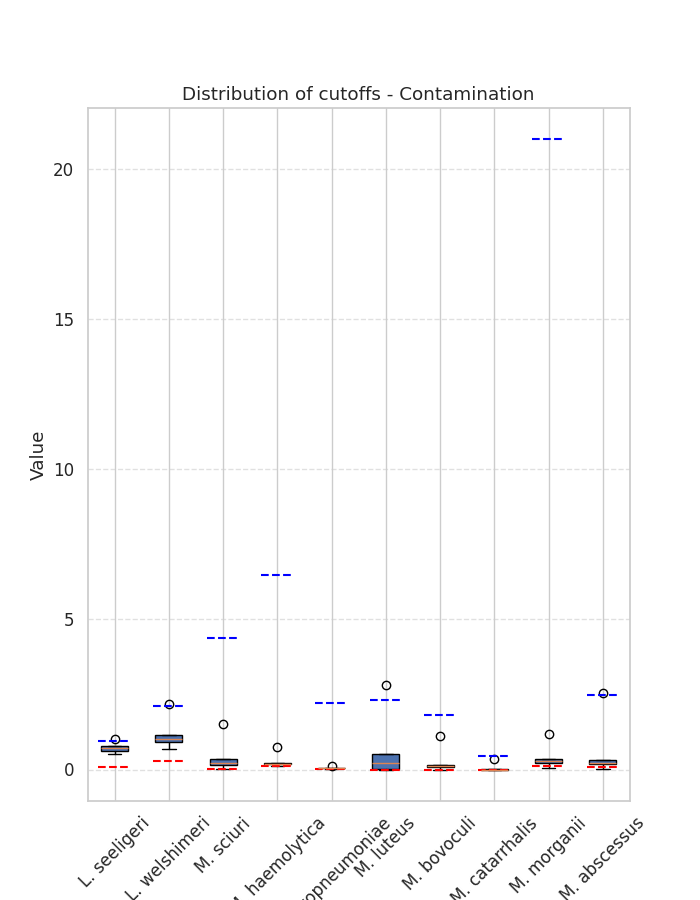 Distribution of cutoffs - Contamination
Value
20
15
10
5
0
L. seeligeri
L. welshimeri
M. sciuri
haemolytica
M. luteus
M. bovoculi
M. catarrhalis
M. morganii
M. abscessus